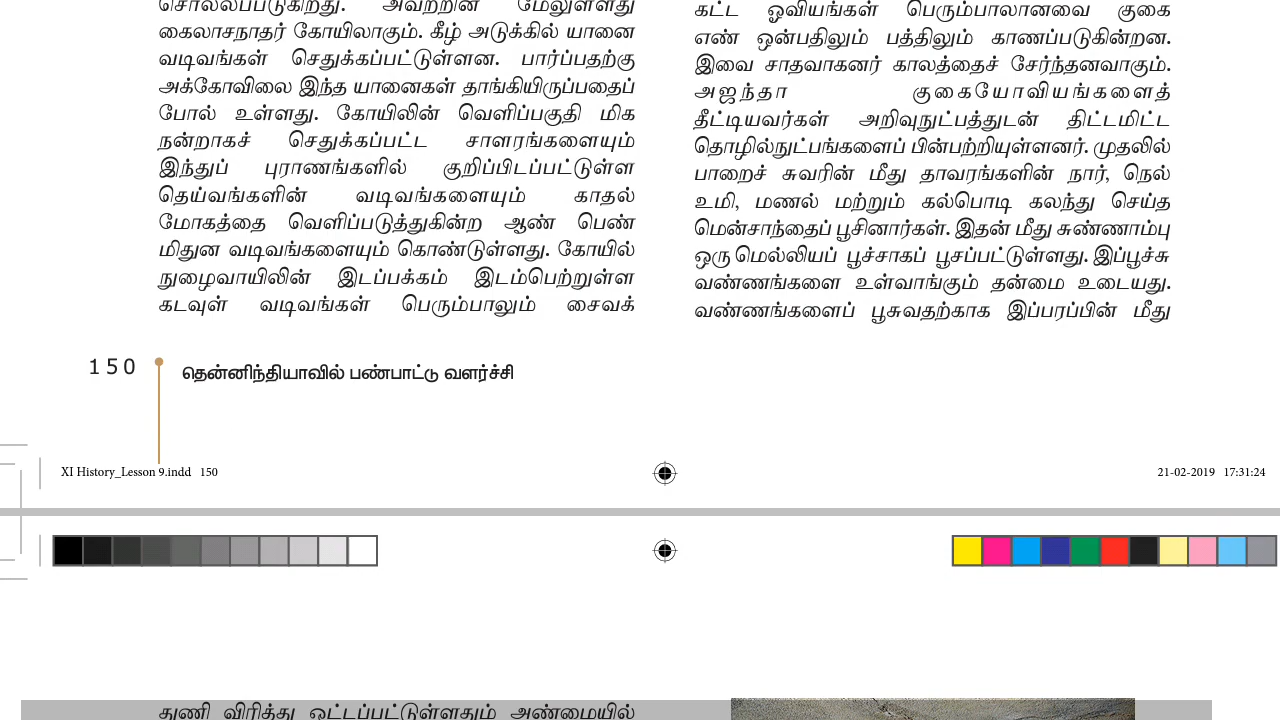 சொல்லப்படுகிறது. அவற்றின் மேலுள்ளது
கைலாசநாதர் கோயிலாகும். கீழ் அடுக்கில் யானை
வடிவங்கள் செதுக்கப்பட்டுள்ளன. பார்ப்பதற்கு
அக்கோவிலை இந்த யானைகள் தாங்கியிருப்பதைப்
போல் உள்ளது. கோயிலின் வெளிப்பகுதி மிக
நன்றாகச் செதுக்கப்பட்ட சாளரங்களையும்
இந்துப் புராணங்களில் குறிப்பிடப்பட்டுள்ள
தெய்வங்களின் வடிவங்களையும் காதல்
மோகத்தை வெளிப்படுத்துகின்ற ஆண் பெண்
மிதுன வடிவங்களையும் கொண்டுள்ளது. கோயில்
நுழைவாயிலின் இடப்பக்கம் இடம்பெற்றுள்ள
கடவுள் வடிவங்கள் பெரும்பாலும் சைவக்
கட்ட ஓவியங்கள் பெரும்பாலானவை குகை
எண் ஒன்பதிலும் பத்திலும் காணப்படுகின்றன.
இவை சாதவாகனர் காலத்தைச் சேர்ந்தனவாகும்.
அஜந்தா குகையோவியங்களைத்
தீட்டியவர்கள் அறிவுநுட்பத்துடன் திட்டமிட்ட
தொழில்நுட்பங்களைப் பின்பற்றியுள்ளனர். முதலில்
பாறைச் சுவரின் மீது தாவரங்களின் நார், நெல்
உமி, மணல் மற்றும் கல்பொடி கலந்து செய்த
மென்சாந்தைப் பூசினார்கள். இதன் மீது சுண்ணாம்பு
ஒரு மெல்லியப் பூச்சாகப் பூசப்பட்டுள்ளது. இப்பூச்சு
வண்ணங்களை உள்வாங்கும் தன்மை உடையது.
வண்ணங்களைப் பூசுவதற்காக இப்பரப்பின் மீது
150 தென்னிந்தியாவில் பண்பாட்டு வளர்ச்சி
XI History_Lesson 9.indd 150 21-02-2019 17:31:24
துணி விரித்து ஒட்டப்பட்டுள்ளதும் அண்மையில்